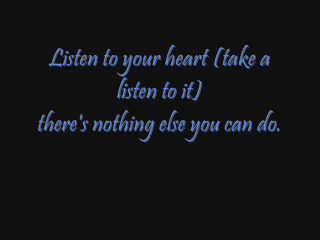 Listen to your heart (take a
listen to it)
there's nothing else you can do.